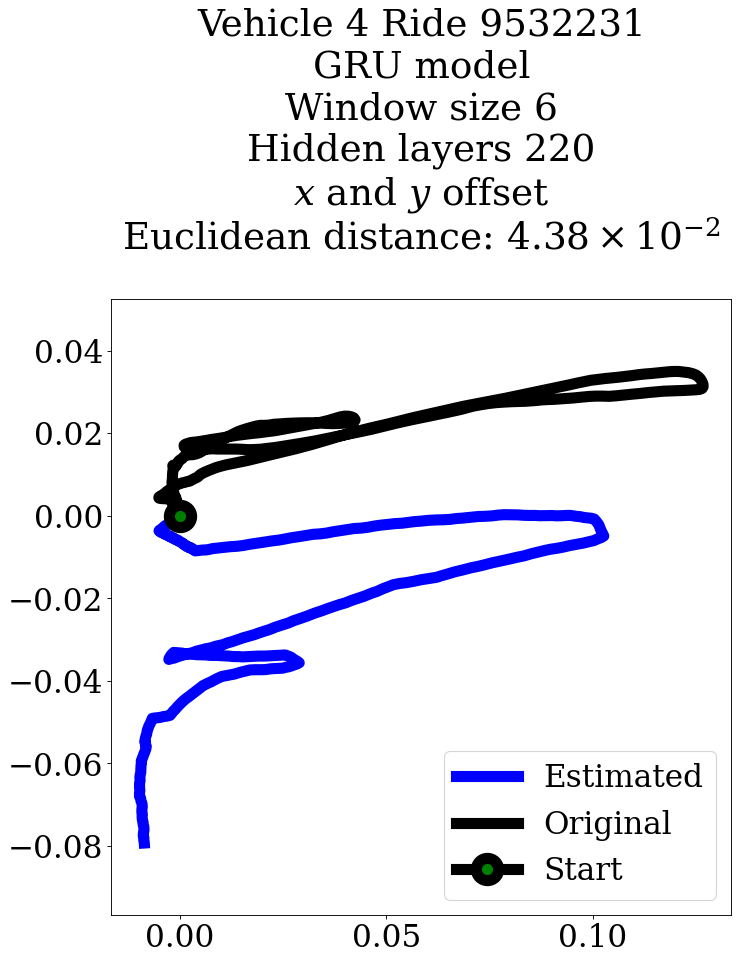 Vehicle 4 Ride 9532231
GRU model
Window size 6
Hidden layers 220
x and y offset
Euclidean distance: 4.38 × 10⁻²
0.04
0.02
0.00
−0.02
−0.04
−0.06
−0.08
0.00 0.05 0.10
Estimated
Original
Start